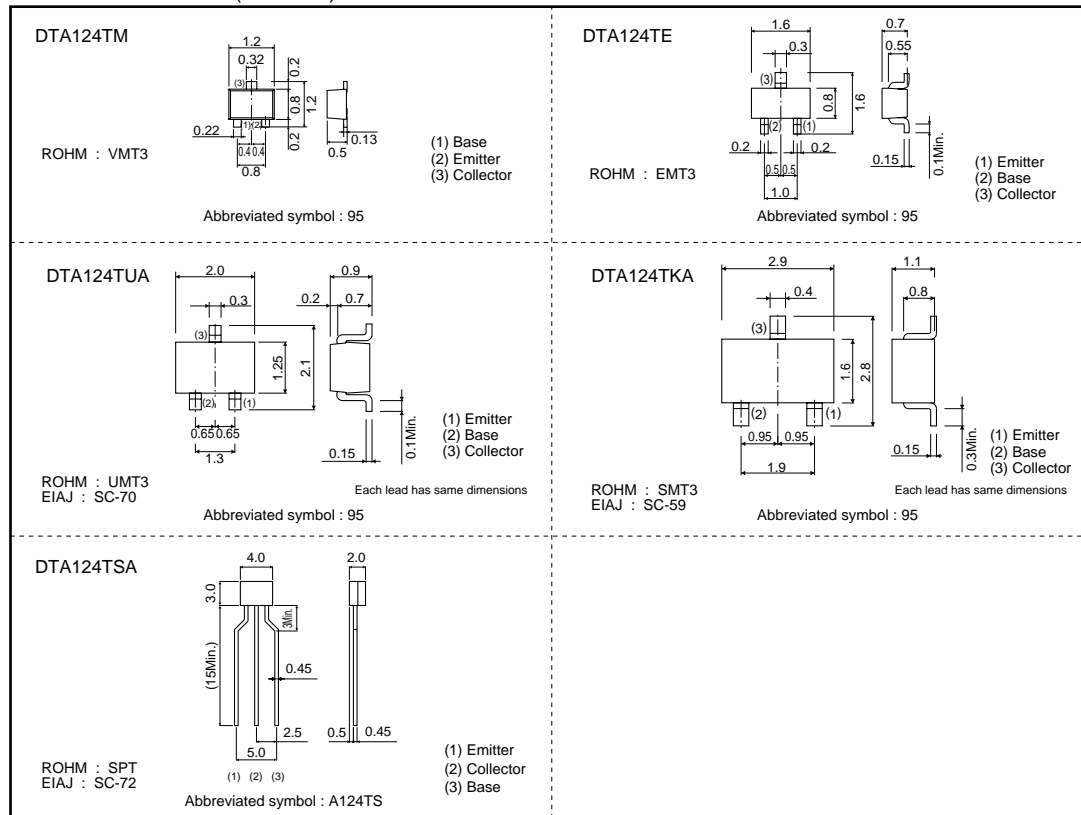 DTA124TM
1.2
0.32
0.2
(3)
0.8
1.2
(1) (2)
0.22
0.2
0.13
0.4 0.4
0.5
0.8
(1) Base
(2) Emitter
(3) Collector
ROHM : VMT3
Abbreviated symbol : 95
DTA124TE
1.6
0.7
0.3
0.55
(3)
0.8
1.6
(2)
(1)
0.2
0.2
0.15
0.1Min.
0.5 0.5
1.0
(1) Emitter
(2) Base
(3) Collector
ROHM : EMT3
Abbreviated symbol : 95
DTA124TUA
2.0
0.9
0.3
0.2
0.7
(3)
1.25
2.1
(2)
(1)
0.65 0.65
0.1Min.
1.3
0.15
(1) Emitter
(2) Base
(3) Collector
ROHM : UMT3
EIAJ : SC-70
Each lead has same dimensions
Abbreviated symbol : 95
DTA124TKA
2.9
1.1
0.4
0.8
(3)
1.6
2.8
(2)
(1)
0.95 0.95
0.15
0.3Min.
1.9
(1) Emitter
(2) Base
(3) Collector
ROHM : SMT3
EIAJ : SC-59
Each lead has same dimensions
Abbreviated symbol : 95
DTA124TSA
4.0
2.0
3.0
3Min.
(15Min.)
0.45
2.5
0.5
0.45
5.0
(1) (2) (3)
(1) Emitter
(2) Collector
(3) Base
ROHM : SPT
EIAJ : SC-72
Abbreviated symbol : A124TS